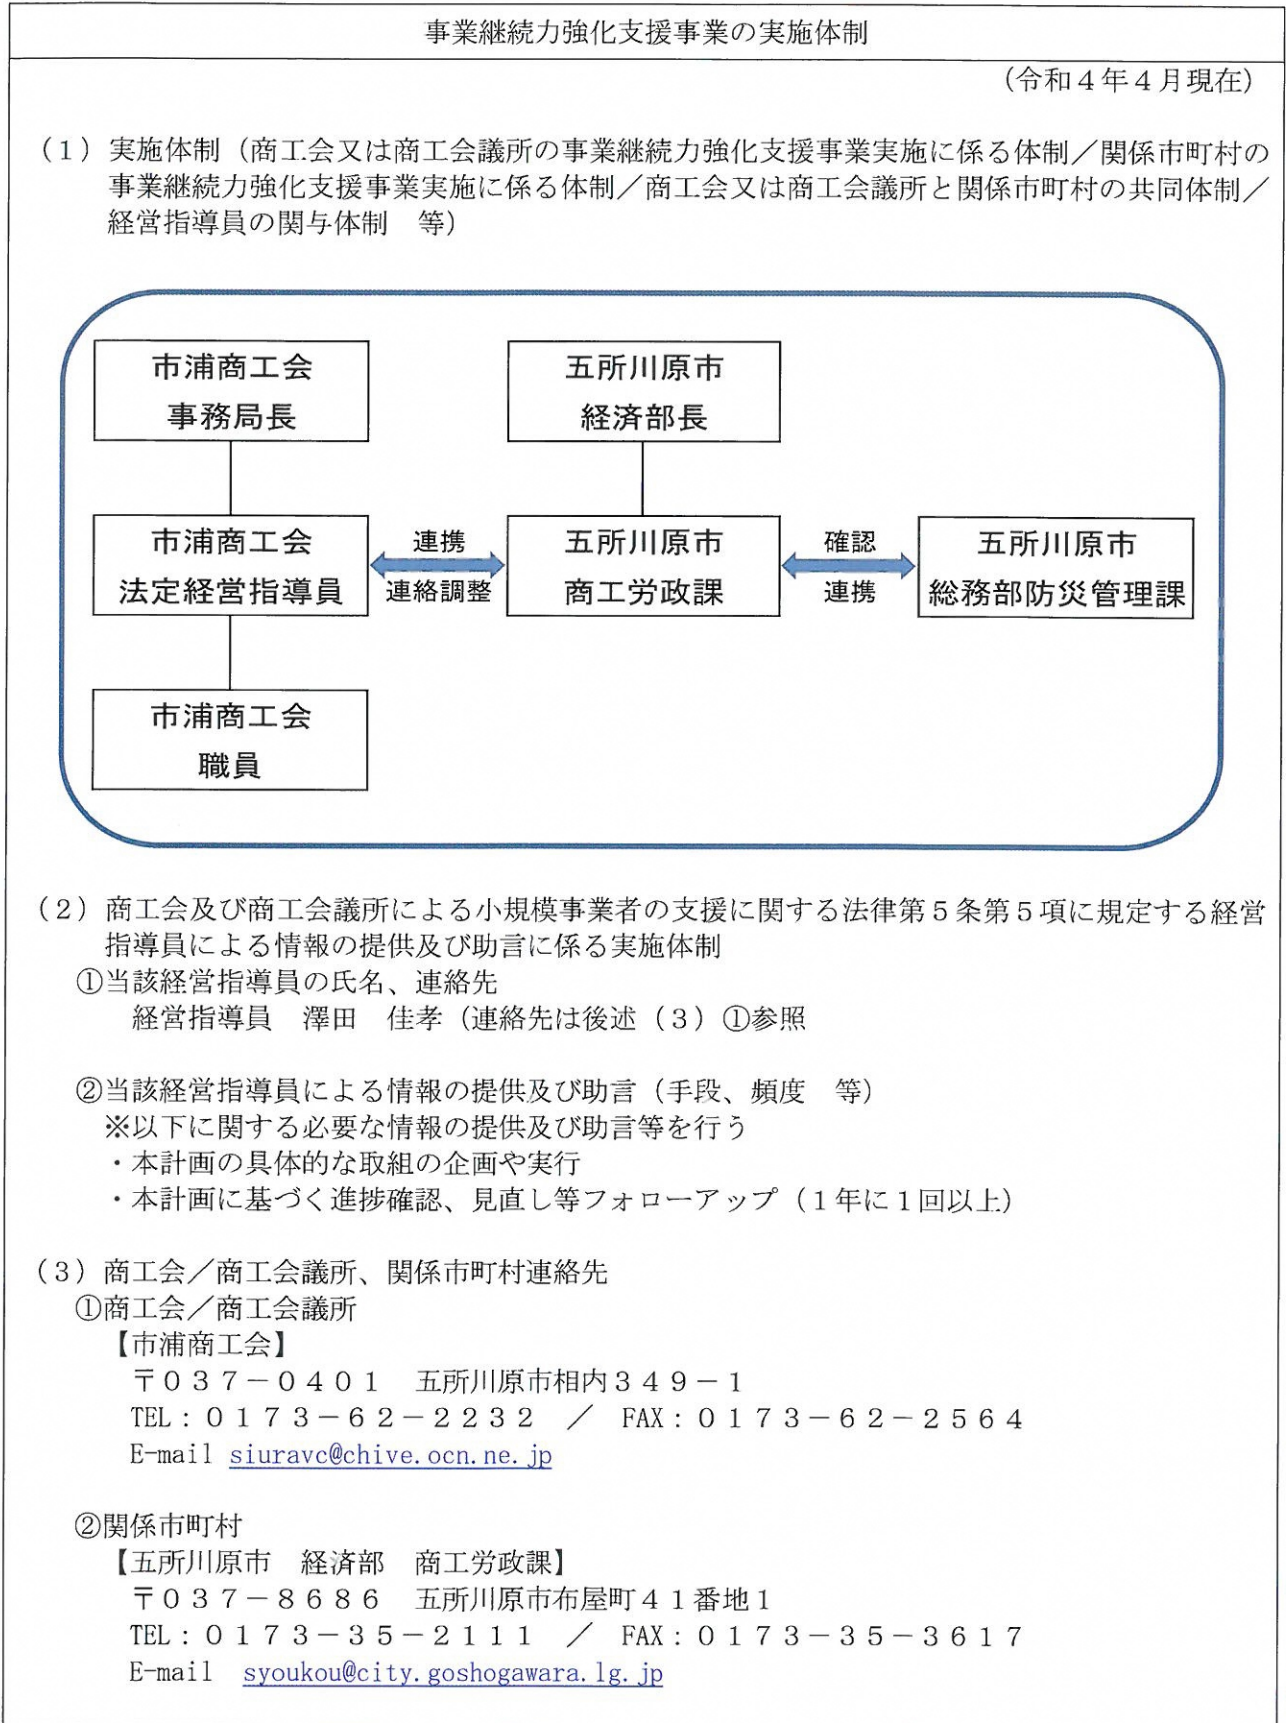 事業継続力強化支援事業の実施体制
(令和4年4月現在)
(1)実施体制(商工会又は商工会議所の事業継続力強化支援事業実施に係る体制/関係市町村の
事業継続力強化支援事業実施に係る体制/商工会又は商工会議所と関係市町村の共同体制/
経営指導員の関与体制 等)
市浦商工会
事務局長
五所川原市
経済部長
市浦商工会
法定経営指導員
連携
連絡調整
五所川原市
商工労政課
確認
連携
五所川原市
総務部防災管理課
市浦商工会
職員
(2)商工会及び商工会議所による小規模事業者の支援に関する法律第5条第5項に規定する経営
指導員による情報の提供及び助言に係る実施体制
①当該経営指導員の氏名、連絡先
経営指導員 澤田 佳孝(連絡先は後述(3)①参照
②当該経営指導員による情報の提供及び助言(手段、頻度 等)
※以下に関する必要な情報の提供及び助言等を行う
・本計画の具体的な取組の企画や実行
・本計画に基づく進捗確認、見直し等フォローアップ(1年に1回以上)
(3)商工会/商工会議所、関係市町村連絡先
①商工会/商工会議所
【市浦商工会】
〒037-0401 五所川原市相内349-1
TEL:0173-62-2232 / FAX:0173-62-2564
E-mail siuravc@chive.ocn.ne.jp
②関係市町村
【五所川原市 経済部 商工労政課】
〒037-8686 五所川原市布屋町41番地1
TEL:0173-35-2111 / FAX:0173-35-3617
E-mail syoukou@city.goshogawara.lg.jp